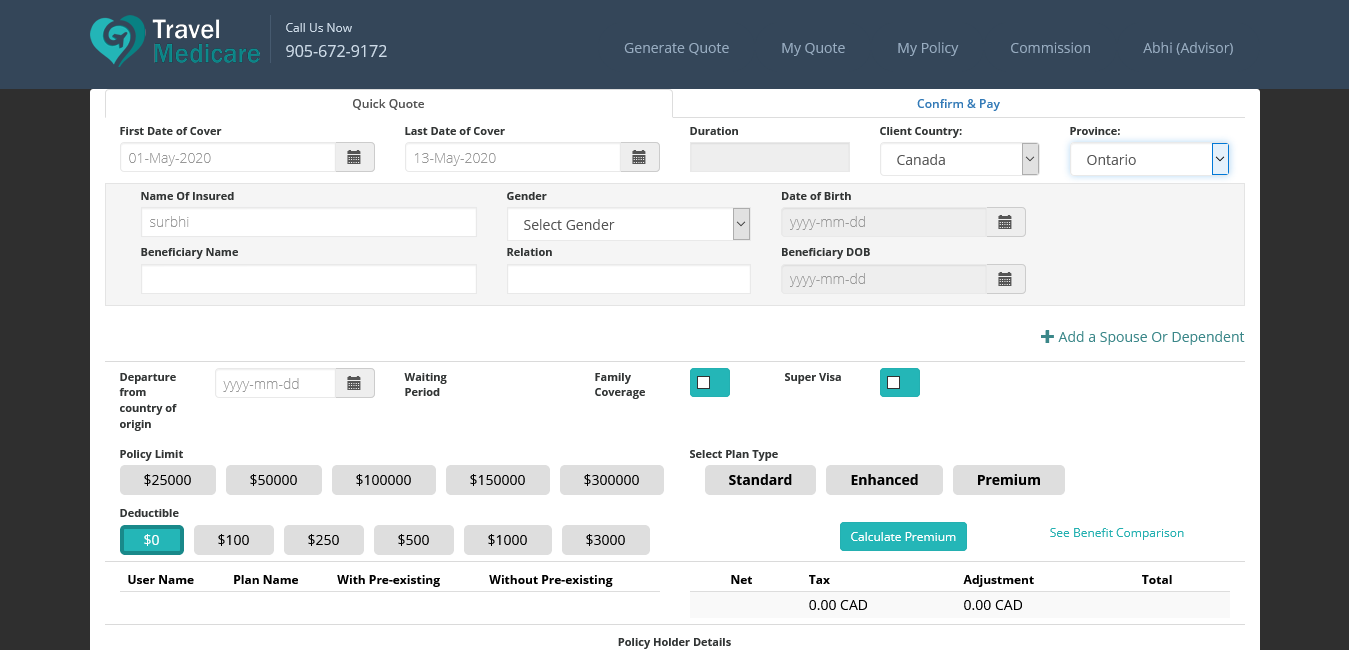 Travel
Medicare
Call Us Now
905-672-9172
Generate Quote My Quote My Policy Commission Abhi (Advisor)
Quick Quote Confirm & Pay
First Date of Cover Last Date of Cover Duration Client Country: Province:
01-May-2020 13-May-2020 Canada Ontario
Name Of Insured Gender Date of Birth
surbhi Select Gender yyyy-mm-dd
Beneficiary Name Relation Beneficiary DOB
yyyy-mm-dd
Add a Spouse Or Dependent
Departure
from
country of
origin
yyyy-mm-dd
Waiting
Period
Family
Coverage
Super Visa
Policy Limit Select Plan Type
$25000 $50000 $100000 $150000 $300000 Standard Enhanced Premium
Deductible
$0 $100 $250 $500 $1000 $3000 Calculate Premium See Benefit Comparison
User Name Plan Name With Pre-existing Without Pre-existing Net Tax Adjustment Total
0.00 CAD 0.00 CAD
Policy Holder Details